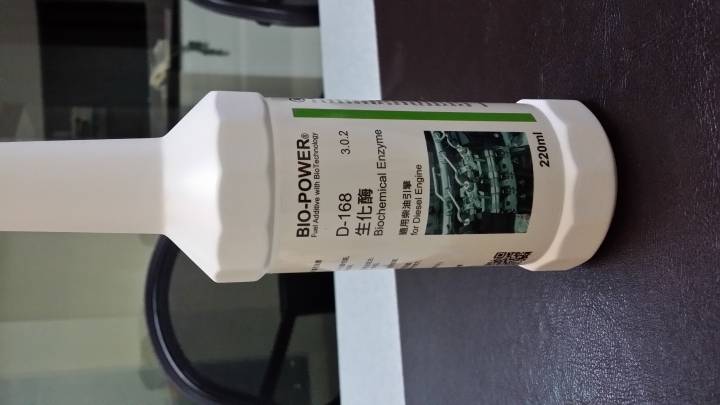 BIO-POWER®
Fuel Additive with BioTechnology
D-168 3.0.2
生化酶
Biochemical Enzyme
適用柴油引擎
for Diesel Engine
220ml